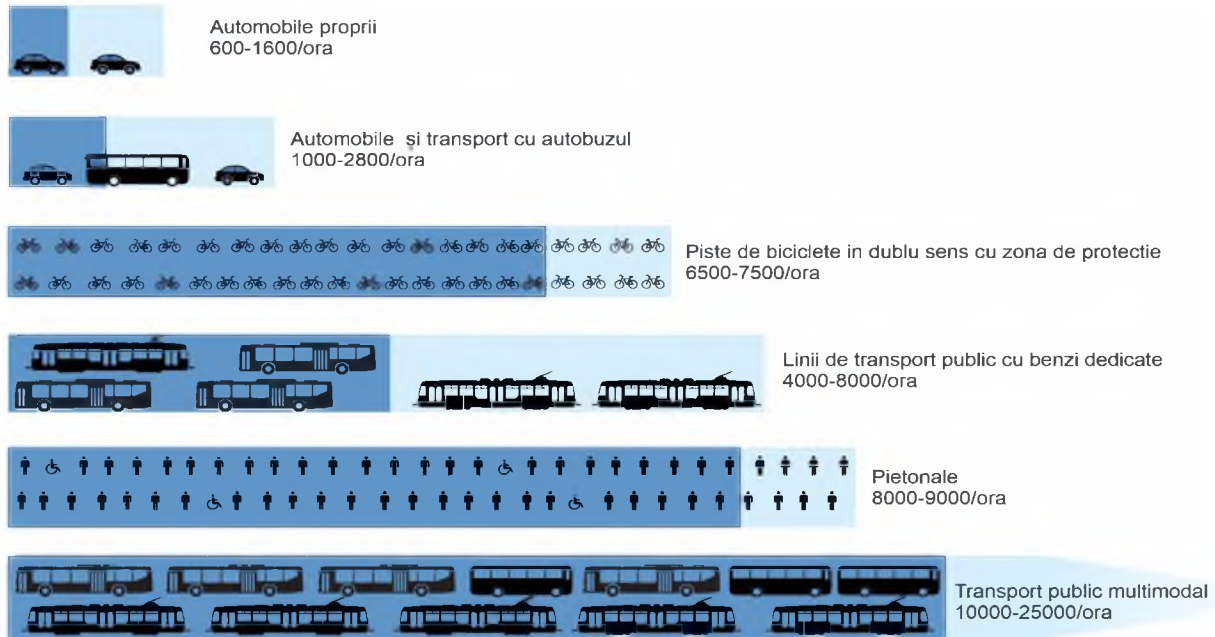 Automobile proprii
600-1600/ora
Automobile și transport cu autobuzul
1000-2800/ora
Piste de biciclete in dublu sens cu zona de protectie
6500-7500/ora
Linii de transport public cu benzi dedicate
4000-8000/ora
Pietonale
8000-9000/ora
Transport public multimodal
10000-25000/ora